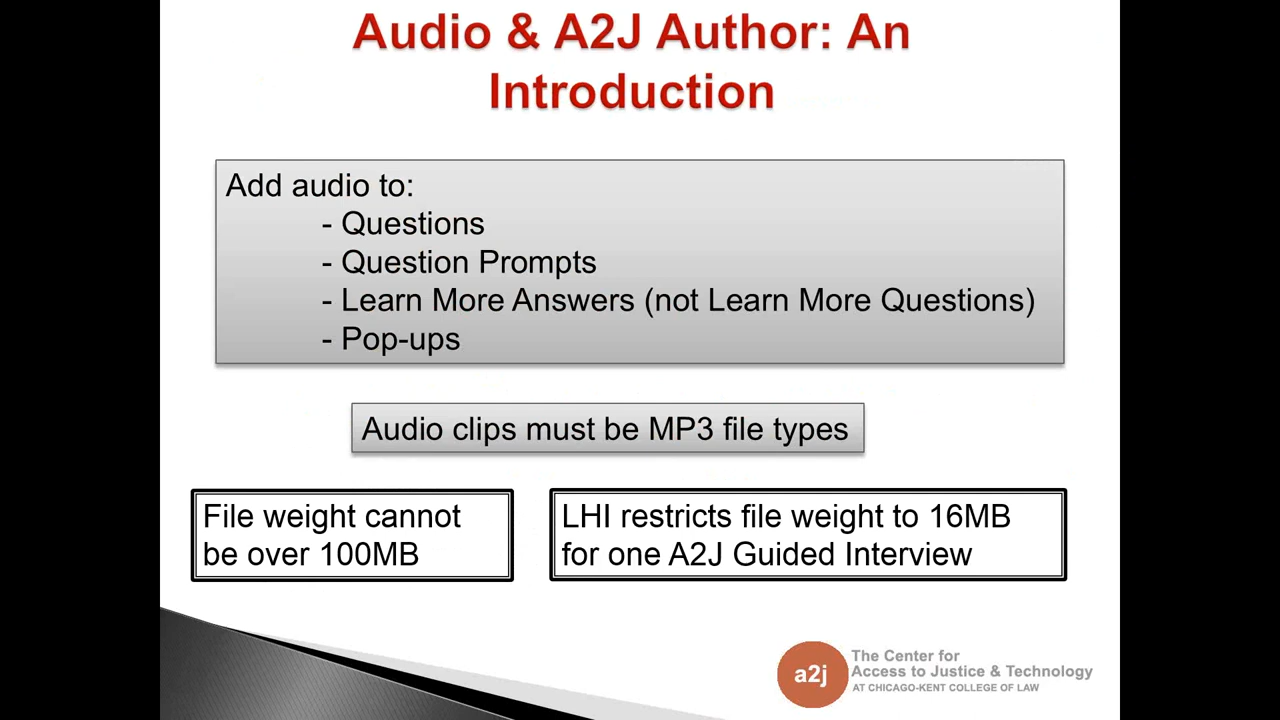 Audio & A2J Author: An
Introduction
Add audio to:
- Questions
- Question Prompts
- Learn More Answers (not Learn More Questions)
- Pop-ups
Audio clips must be MP3 file types
File weight cannot
be over 100MB
LHI restricts file weight to 16MB
for one A2J Guided Interview
a2j
The Center for
Access to Justice & Technology
AT CHICAGO-KENT COLLEGE OF LAW